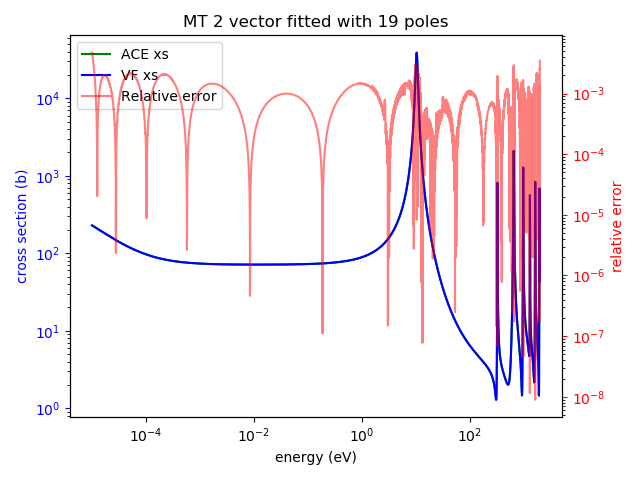 MT 2 vector fitted with 19 poles
ACE xs
VF xs
Relative error
cross section (b)
10^4
10^3
10^2
10^1
10^0
10^-3
10^-4
10^-5
10^-6
10^-7
10^-8
relative error
10^-4
10^-2
10^0
10^2
energy (eV)